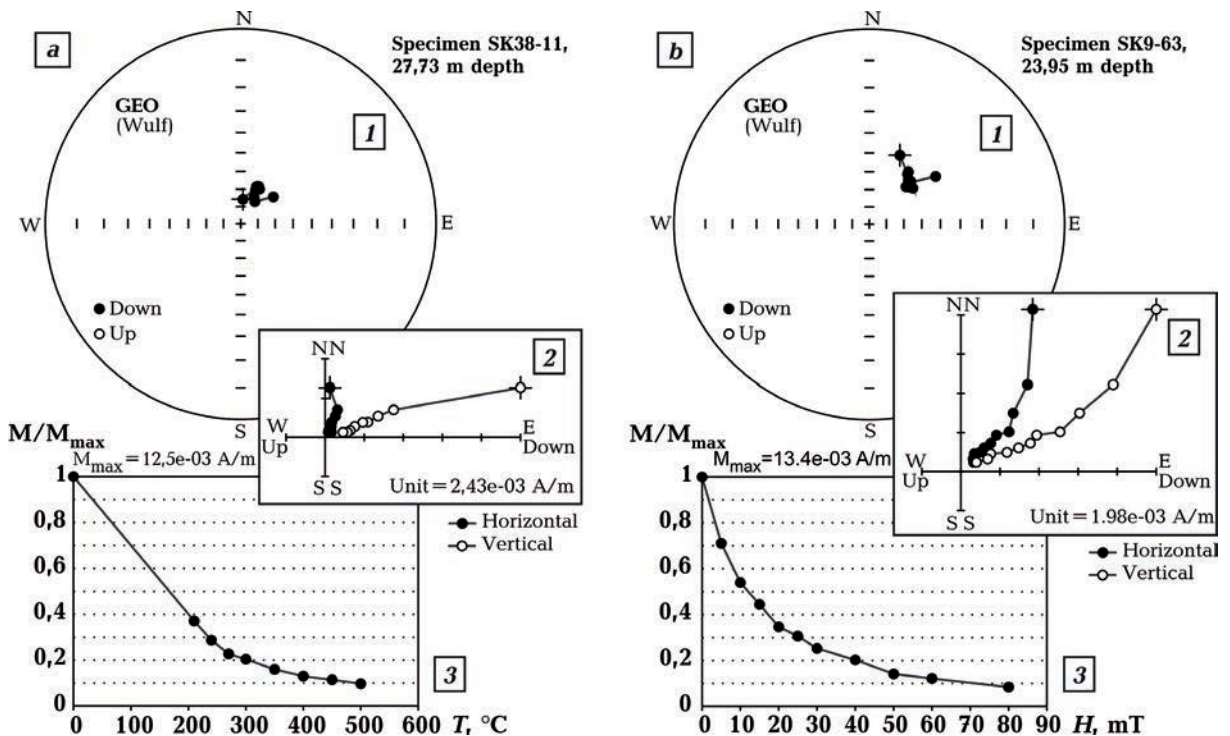 a
N
Specimen SK38-11,
27,73 m depth
GEO
(Wulf)
1
W
E
Down
Up
S
2
N N
W
Up
E
Down
S S
Unit=2,43e-03 A/m
M/Mmax
Mmax=12,5e-03 A/m
1
0,8
0,6
0,4
0,2
0
0 100 200 300 400 500 600
T, °C
Horizontal
Vertical
3
b
N
Specimen SK9-63,
23,95 m depth
GEO
(Wulf)
1
W
E
Down
Up
2
N N
W
Up
E
Down
S S
Unit=1.98e-03 A/m
M/Mmax
Mmax=13.4e-03 A/m
1
0,8
0,6
0,4
0,2
0
0 10 20 30 40 50 60 70 80 90
H, mT
Horizontal
Vertical
3